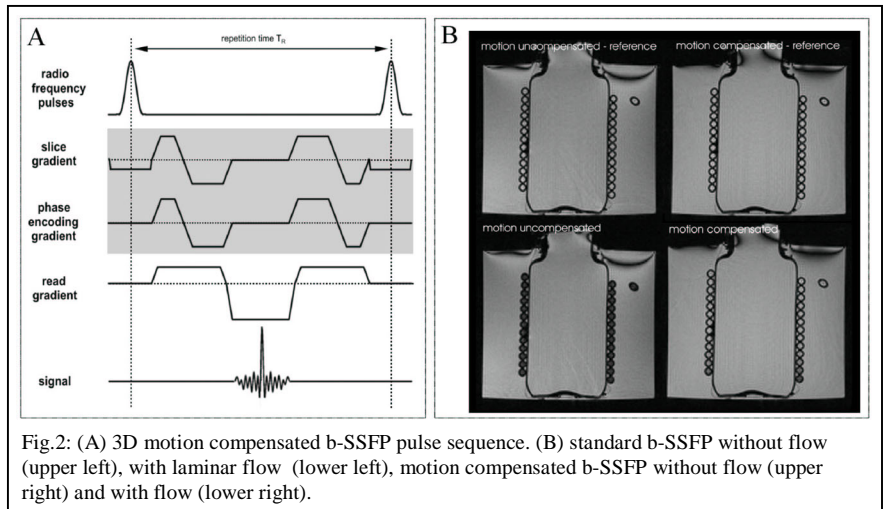 A
repetition time TR
radio
frequency
pulses
slice
gradient
phase
encoding
gradient
read
gradient
signal
B
motion uncompensated - reference
motion compensated - reference
motion uncompensated
motion compensated
Fig.2: (A) 3D motion compensated b-SSFP pulse sequence. (B) standard b-SSFP without flow
(upper left), with laminar flow (lower left), motion compensated b-SSFP without flow (upper
right) and with flow (lower right).